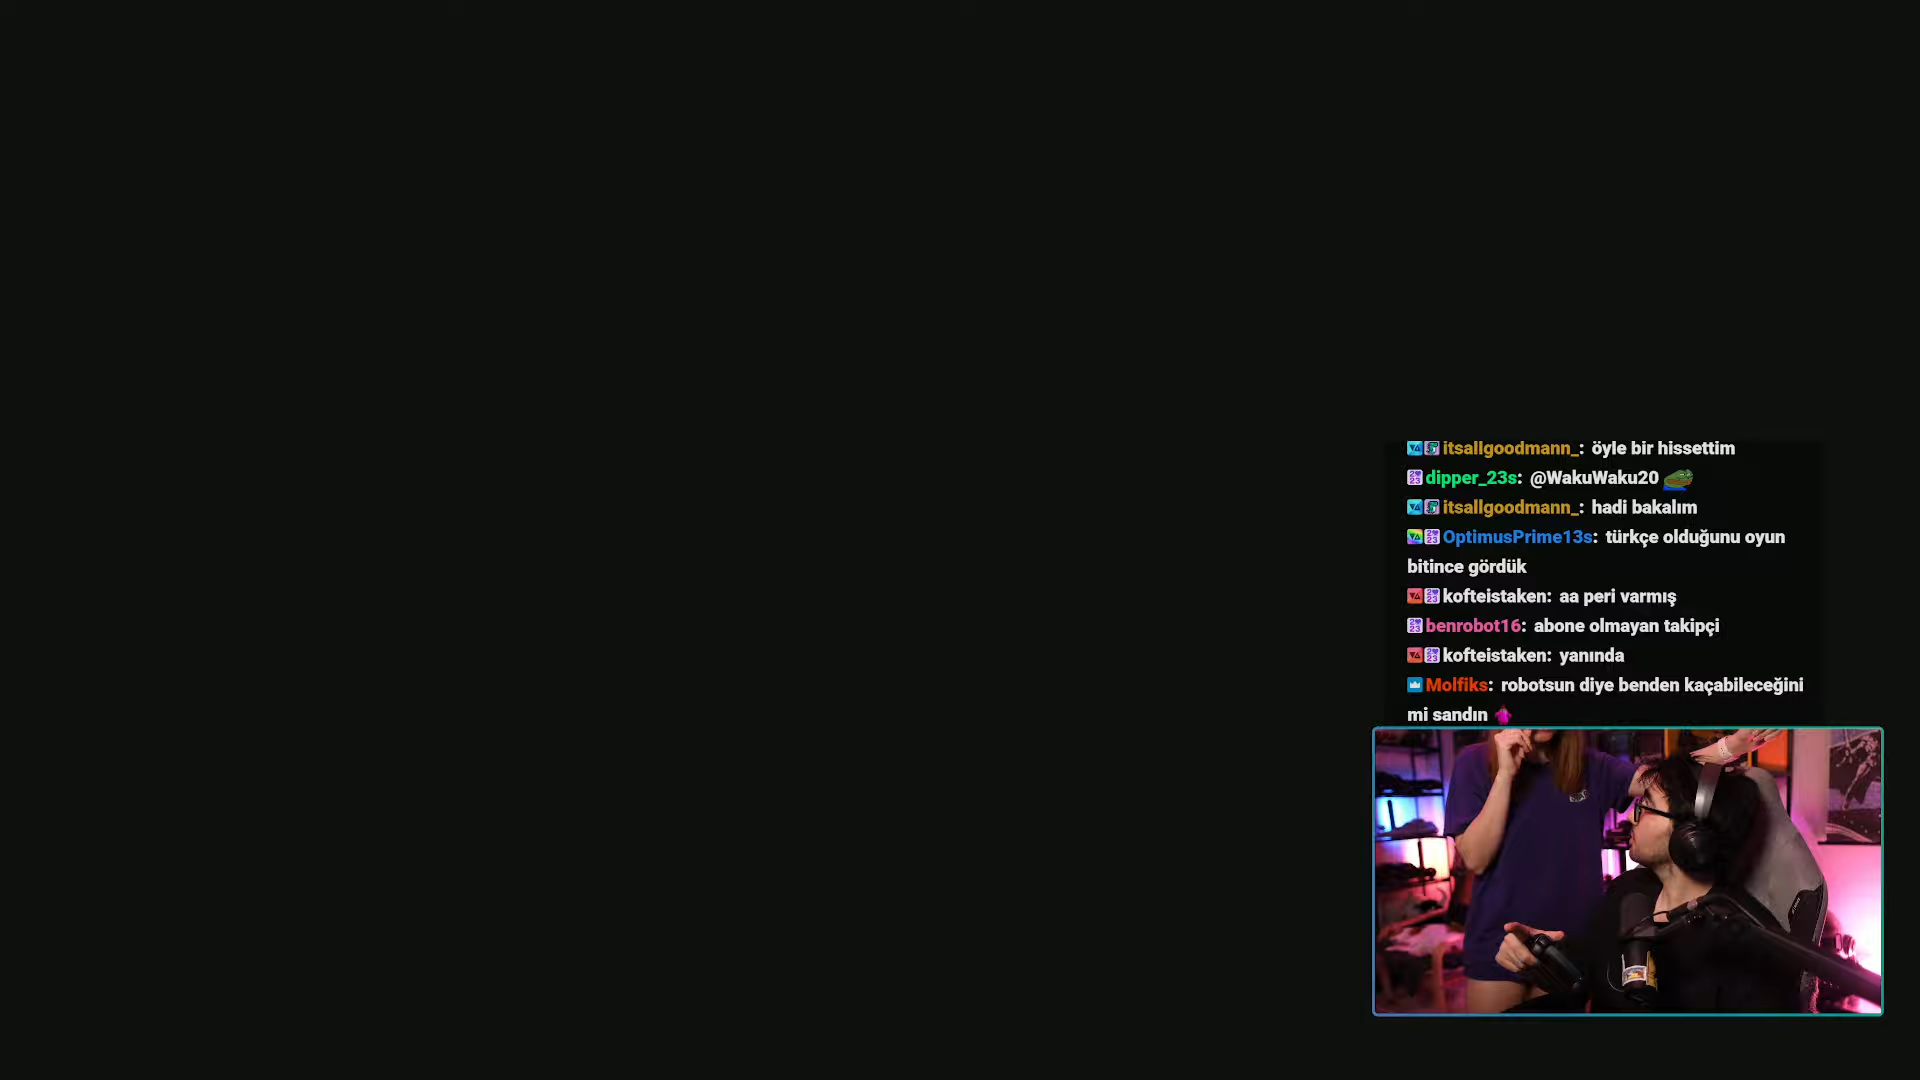 itsallgoodmann_: öyle bir hissettim
dipper_23s: @WakuWaku20
itsallgoodmann_: hadi bakalım
OptimusPrime13s: türkçe olduğunu oyun
bitince gördük
kofteistaken: aa peri varmış
benrobot16: abone olmayan takipçi
kofteistaken: yanında
Molfiks: robotsun diye benden kaçabileceğini
mi sandın